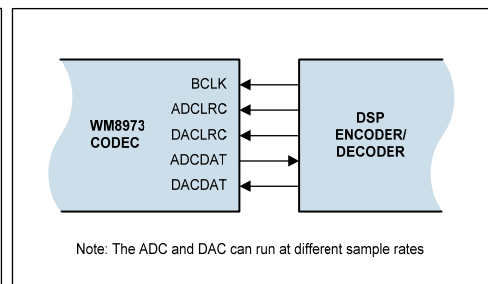 WM8973
CODEC
BCLK
ADCLRC
DACLRC
ADCDAT
DACDAT
DSP
ENCODER/
DECODER
Note: The ADC and DAC can run at different sample rates